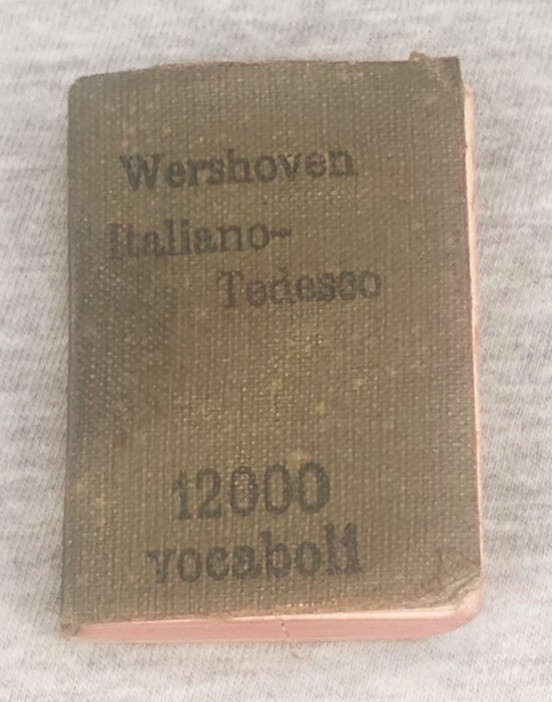 Wershoven
Italiano-
Tedesco
12000
vocaboli